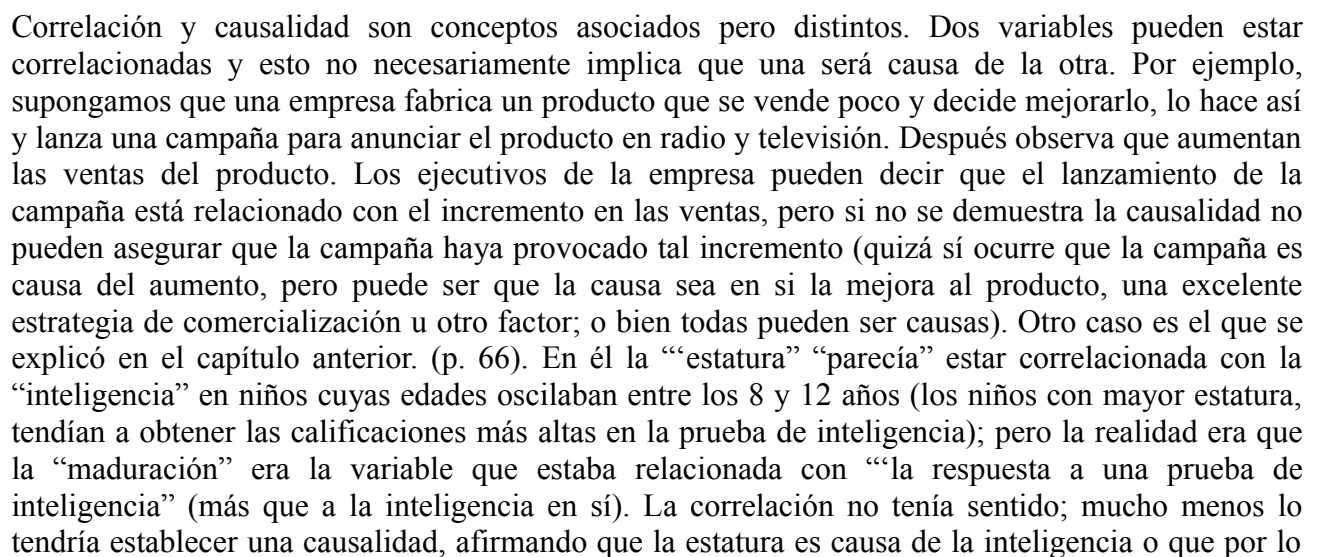 Correlación y causalidad son conceptos asociados pero distintos. Dos variables pueden estar
correlacionadas y esto no necesariamente implica que una será causa de la otra. Por ejemplo,
supongamos que una empresa fabrica un producto que se vende poco y decide mejorarlo, lo hace así
y lanza una campaña para anunciar el producto en radio y televisión. Después observa que aumentan
las ventas del producto. Los ejecutivos de la empresa pueden decir que el lanzamiento de la
campaña está relacionado con el incremento en las ventas, pero si no se demuestra la causalidad no
pueden asegurar que la campaña haya provocado tal incremento (quizá sí ocurre que la campaña es
causa del aumento, pero puede ser que la causa sea en si la mejora al producto, una excelente
estrategia de comercialización u otro factor; o bien todas pueden ser causas). Otro caso es el que se
explicó en el capítulo anterior. (p. 66). En él la “‘estatura” “parecía” estar correlacionada con la
“inteligencia” en niños cuyas edades oscilaban entre los 8 y 12 años (los niños con mayor estatura,
tendían a obtener las calificaciones más altas en la prueba de inteligencia); pero la realidad era que
la “maduración” era la variable que estaba relacionada con “‘la respuesta a una prueba de
inteligencia” (más que a la inteligencia en sí). La correlación no tenía sentido; mucho menos lo
tendría establecer una causalidad, afirmando que la estatura es causa de la inteligencia o que por lo